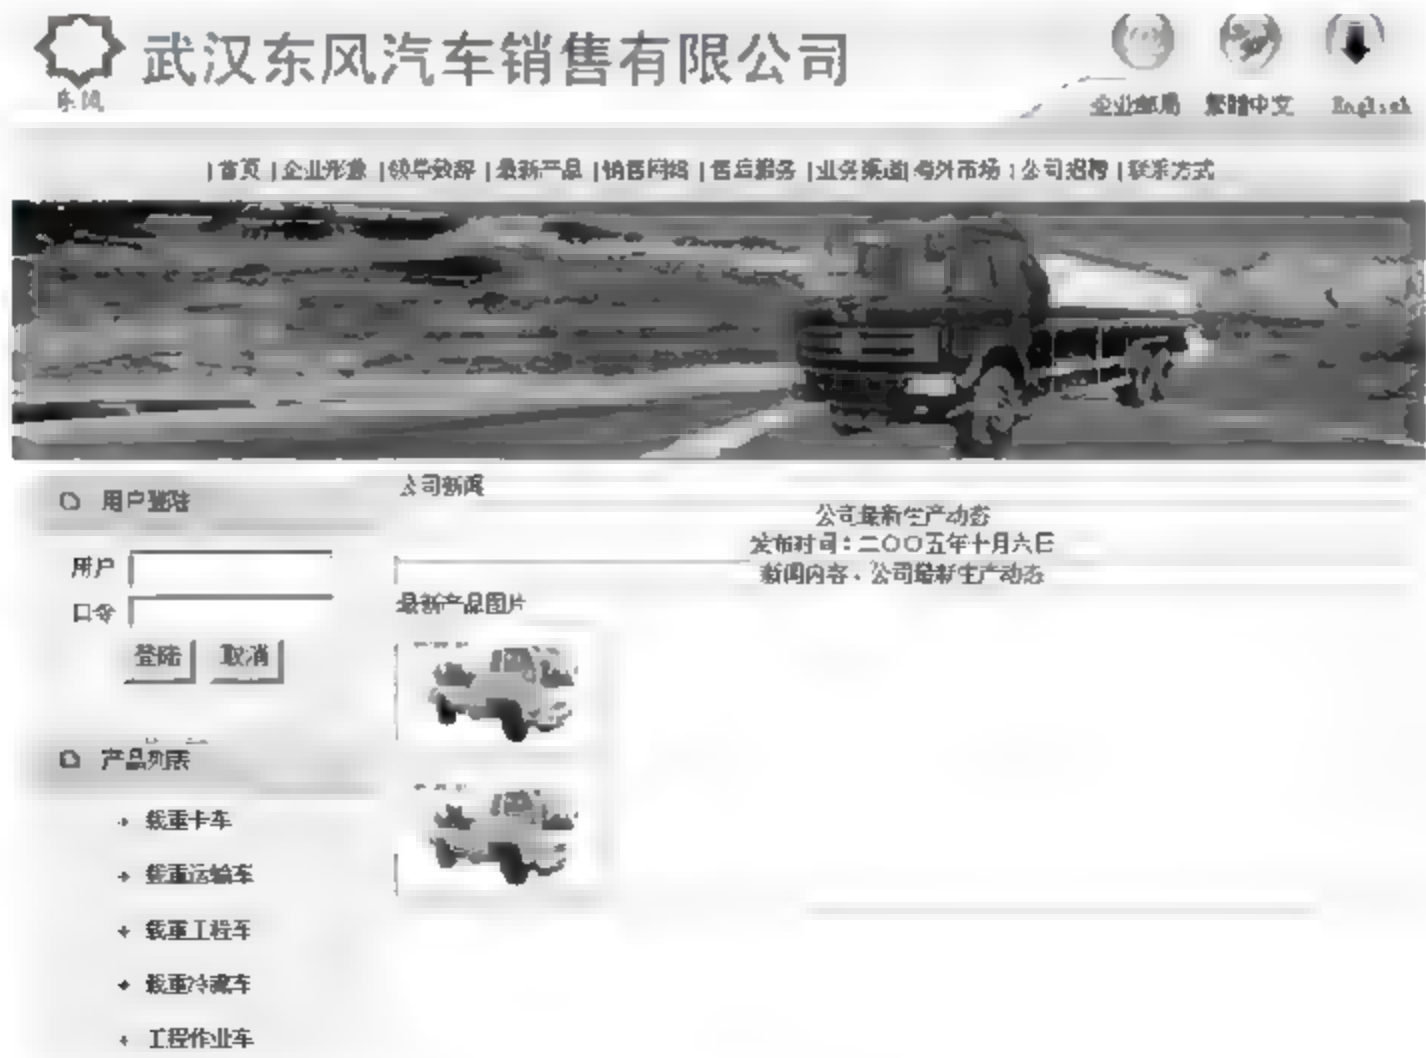 武汉东风汽车销售有限公司
东风
企业邮局 繁體中文 English
|首页 |企业形象 |领导致辞 |最新产品 |销售网络 |售后服务 |业务渠道|海外市场|公司招聘 |联系方式
用户登陆
用户
口令
登陆 取消
公司新闻
公司最新生产动态
发布时间：二〇〇五年十月六日
新闻内容：公司最新生产动态
最新产品图片
产品列表
载重卡车
载重运输车
载重工程车
载重冷藏车
工程作业车